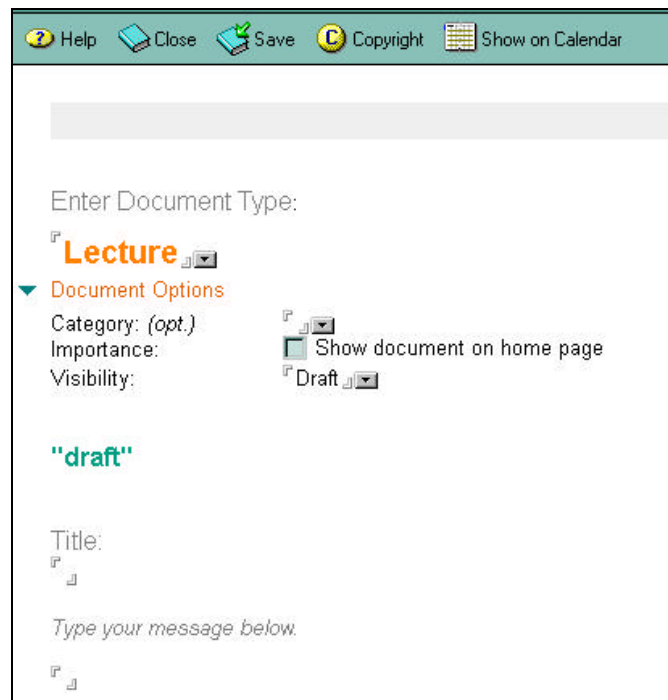 Help Close Save Copyright Show on Calendar
Enter Document Type:
Lecture
Document Options
Category: (opt.)
Importance: Show document on home page
Visibility: Draft
"draft"
Title:
Type your message below.